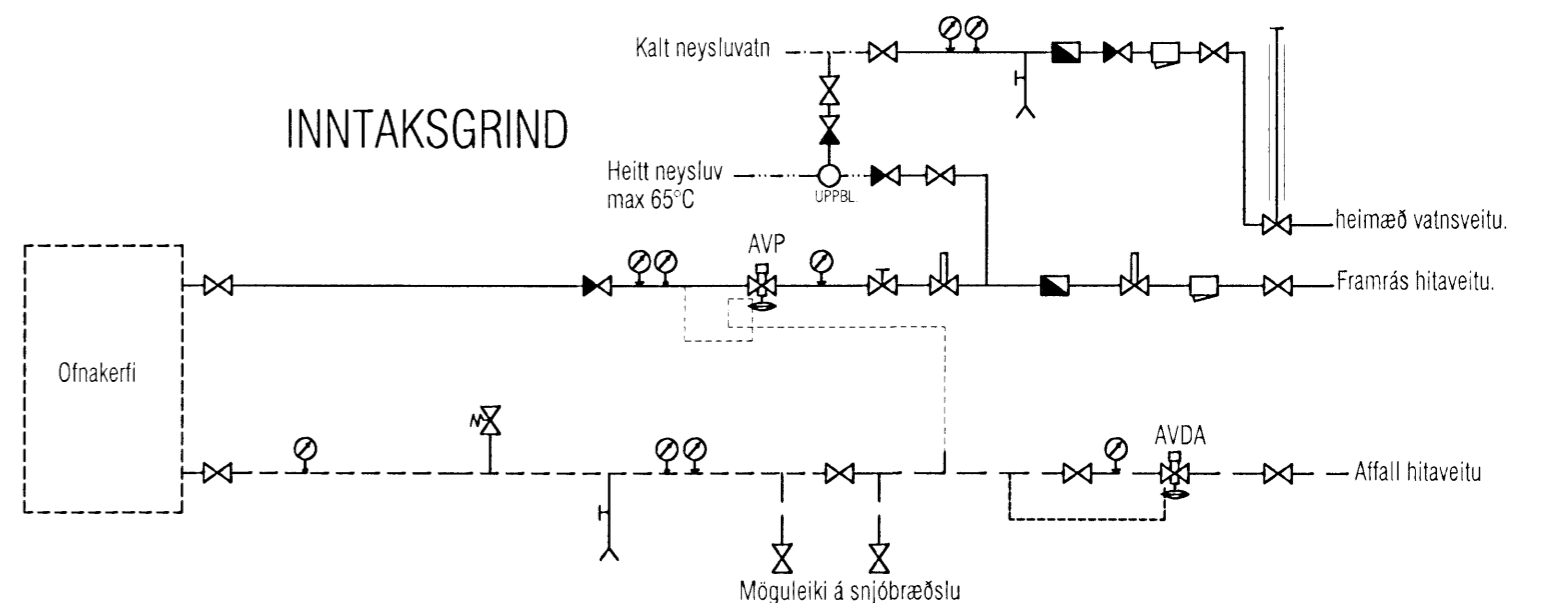 Kalt neysluvatn
INNTAKSGRIND
Heitt neysluv
max 65°C
UPPBL.
heimæð vatnsveitu.
AVP
Framrás hitaveitu.
Ofnakerfi
AVDA
Affall hitaveitu
Möguleiki á snjóbræðslu